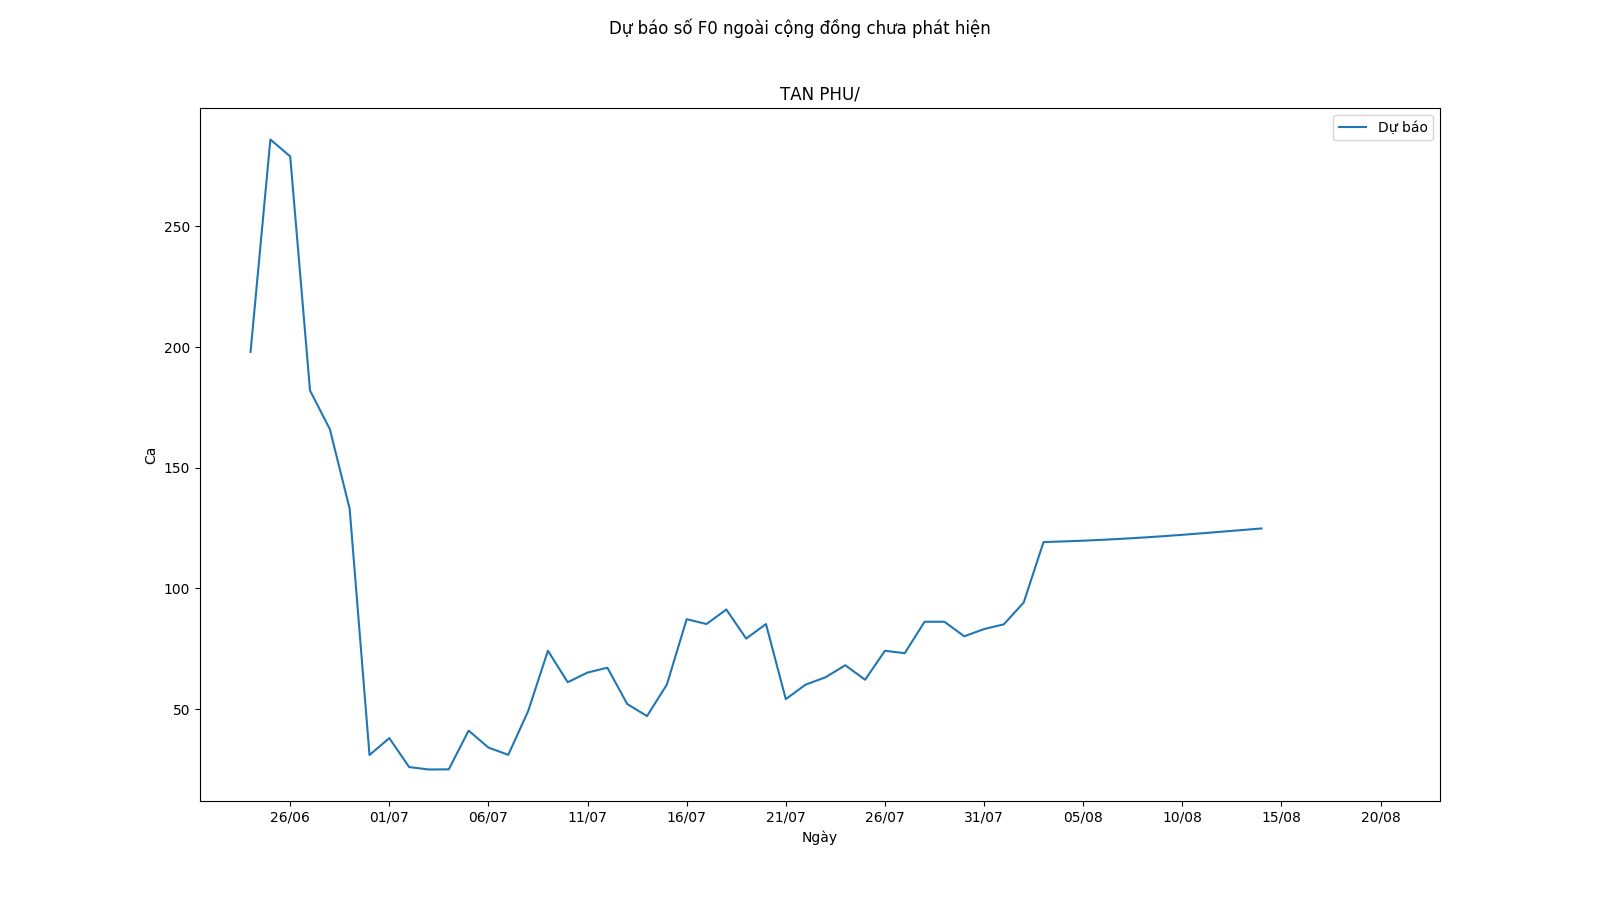 Dự báo số F0 ngoài cộng đồng chưa phát hiện
TAN PHU/
Dự báo
Ca
250
200
150
100
50
26/06 01/07 06/07 11/07 16/07 21/07 26/07 31/07 05/08 10/08 15/08 20/08
Ngày